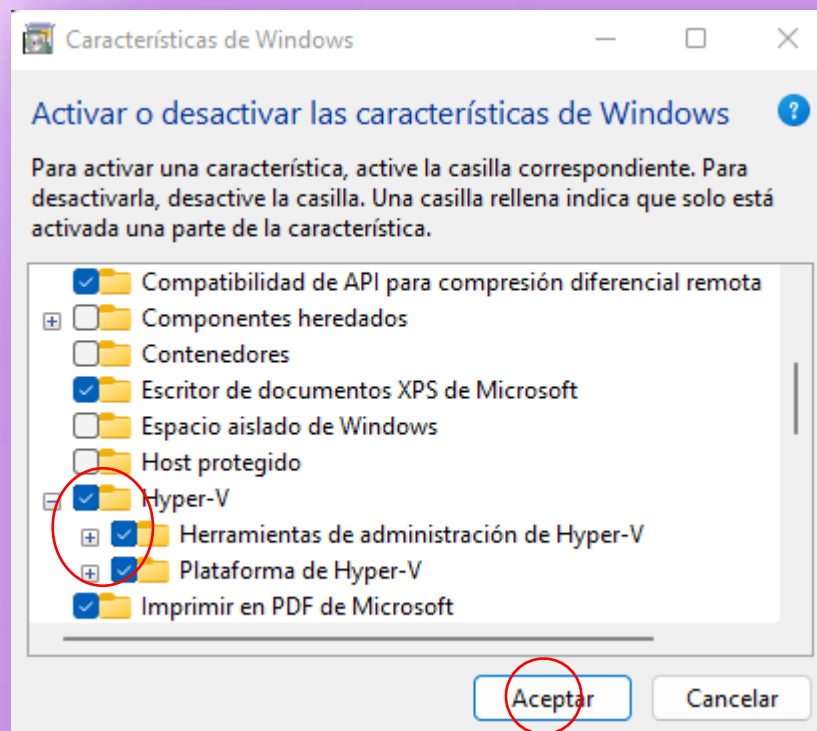 Características de Windows
Activar o desactivar las características de Windows
?
Para activar una característica, active la casilla correspondiente. Para
desactivarla, desactive la casilla. Una casilla rellena indica que solo está
activada una parte de la característica.
Compatibilidad de API para compresión diferencial remota
Componentes heredados
Contenedores
Escritor de documentos XPS de Microsoft
Espacio aislado de Windows
Host protegido
Hyper-V
Herramientas de administración de Hyper-V
Plataforma de Hyper-V
Imprimir en PDF de Microsoft
Aceptar
Cancelar